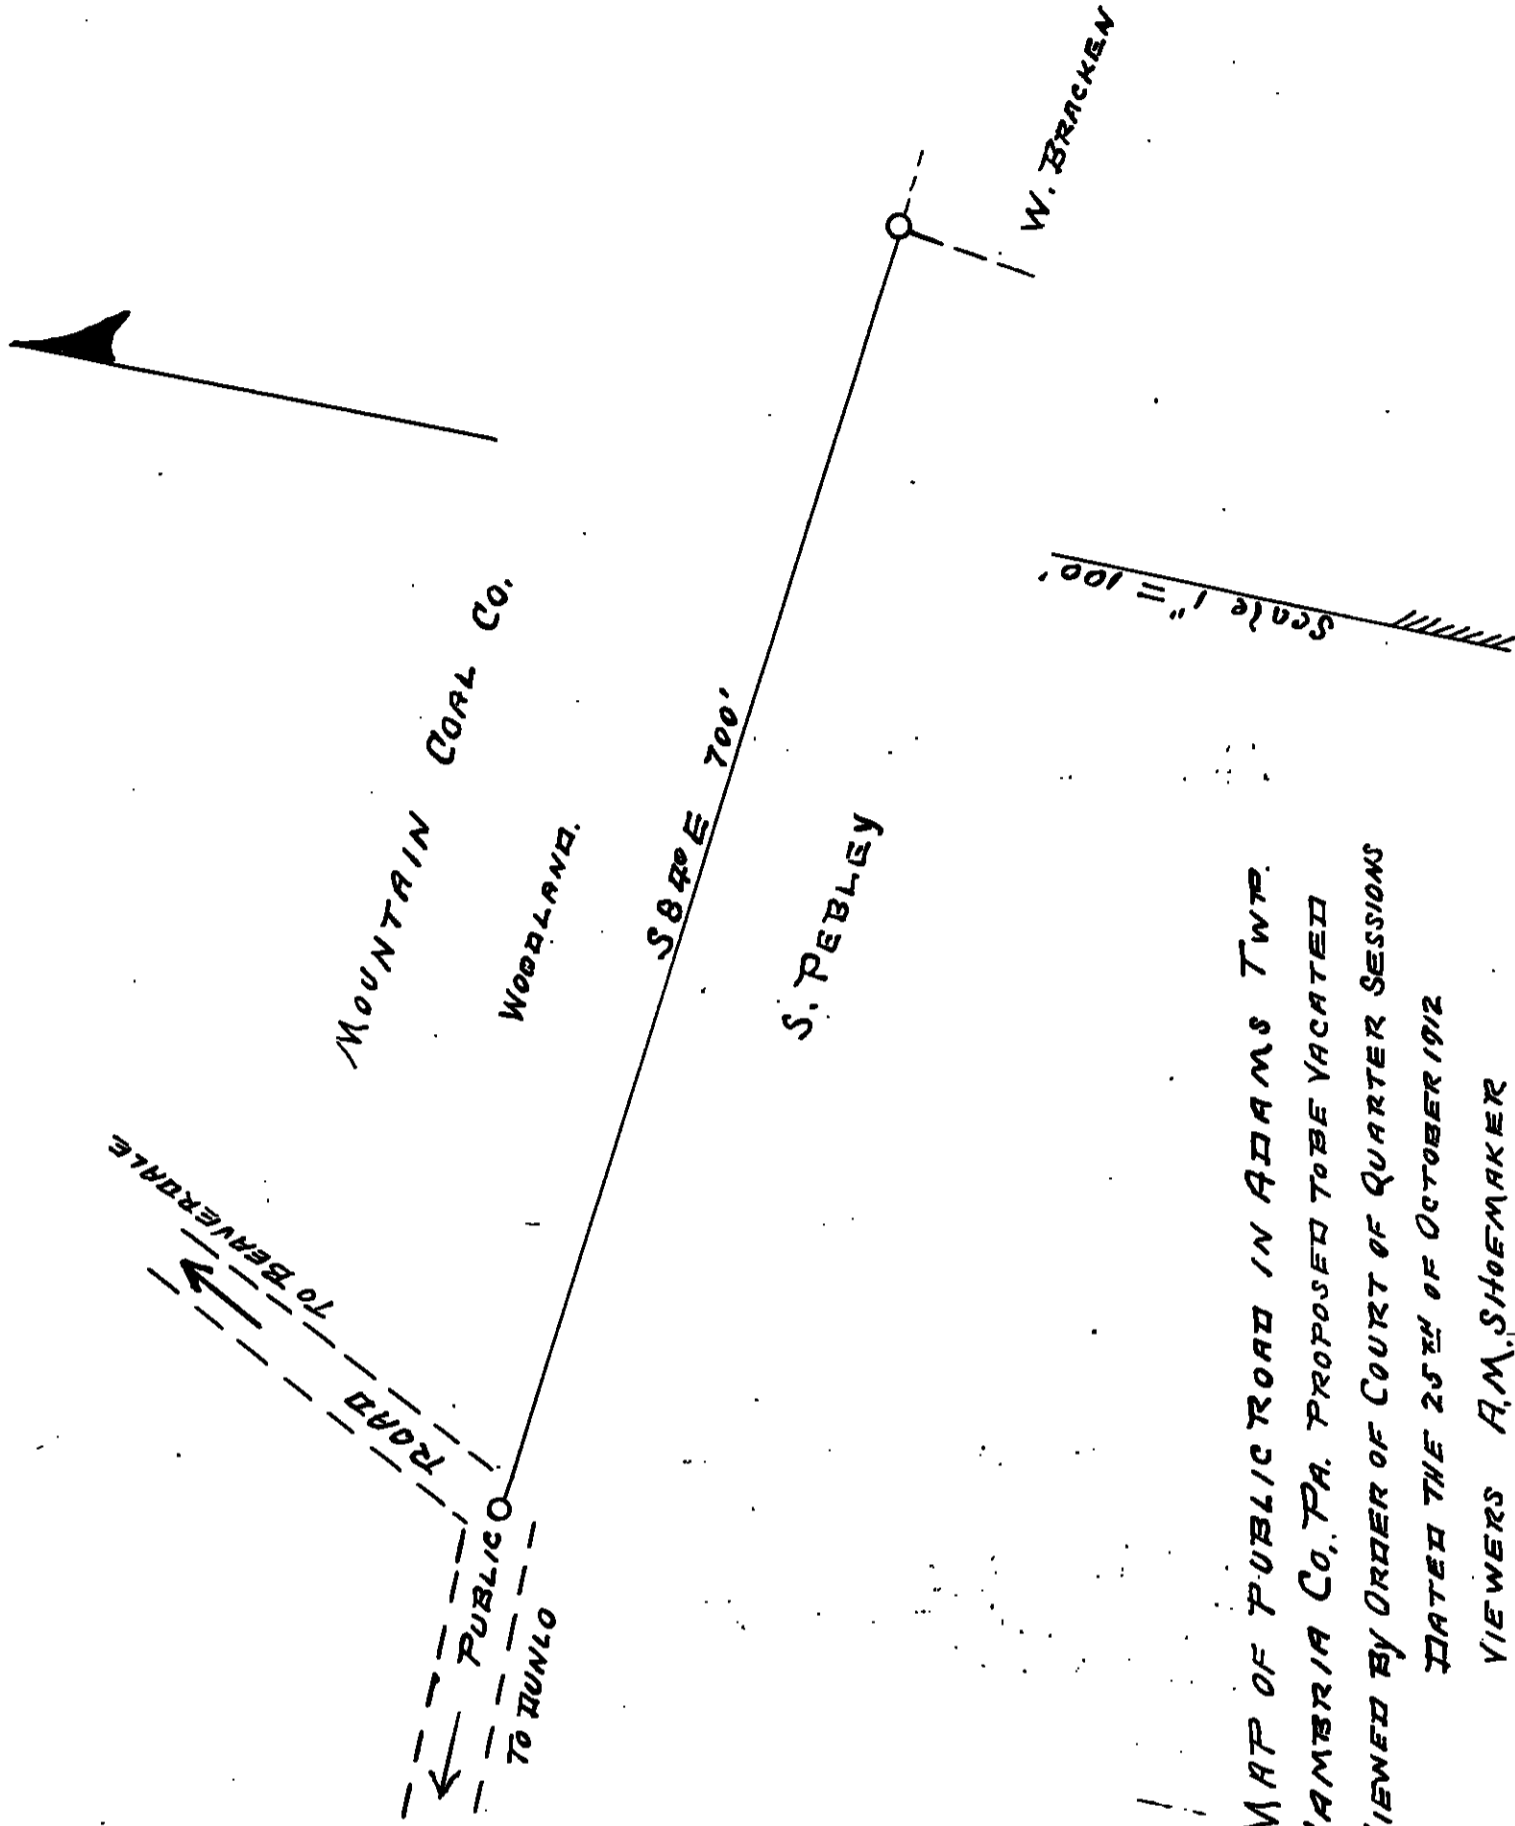 TO BEAVERDALE
PUBLIC ROAD
TO DUNLO
MOUNTAIN COAL CO.
WOODLAND.
S 84° E 700'
S. PEBLEY
W. BRACKEN
Scale 1" = 100'
MAP OF PUBLIC ROAD IN ADAMS TWP.
CAMBRIA CO., PA. PROPOSED TO BE VACATED
VIEWED BY ORDER OF COURT OF QUARTER SESSIONS
DATED THE 25TH OF OCTOBER 1912
VIEWERS A.M. SHOEMAKER